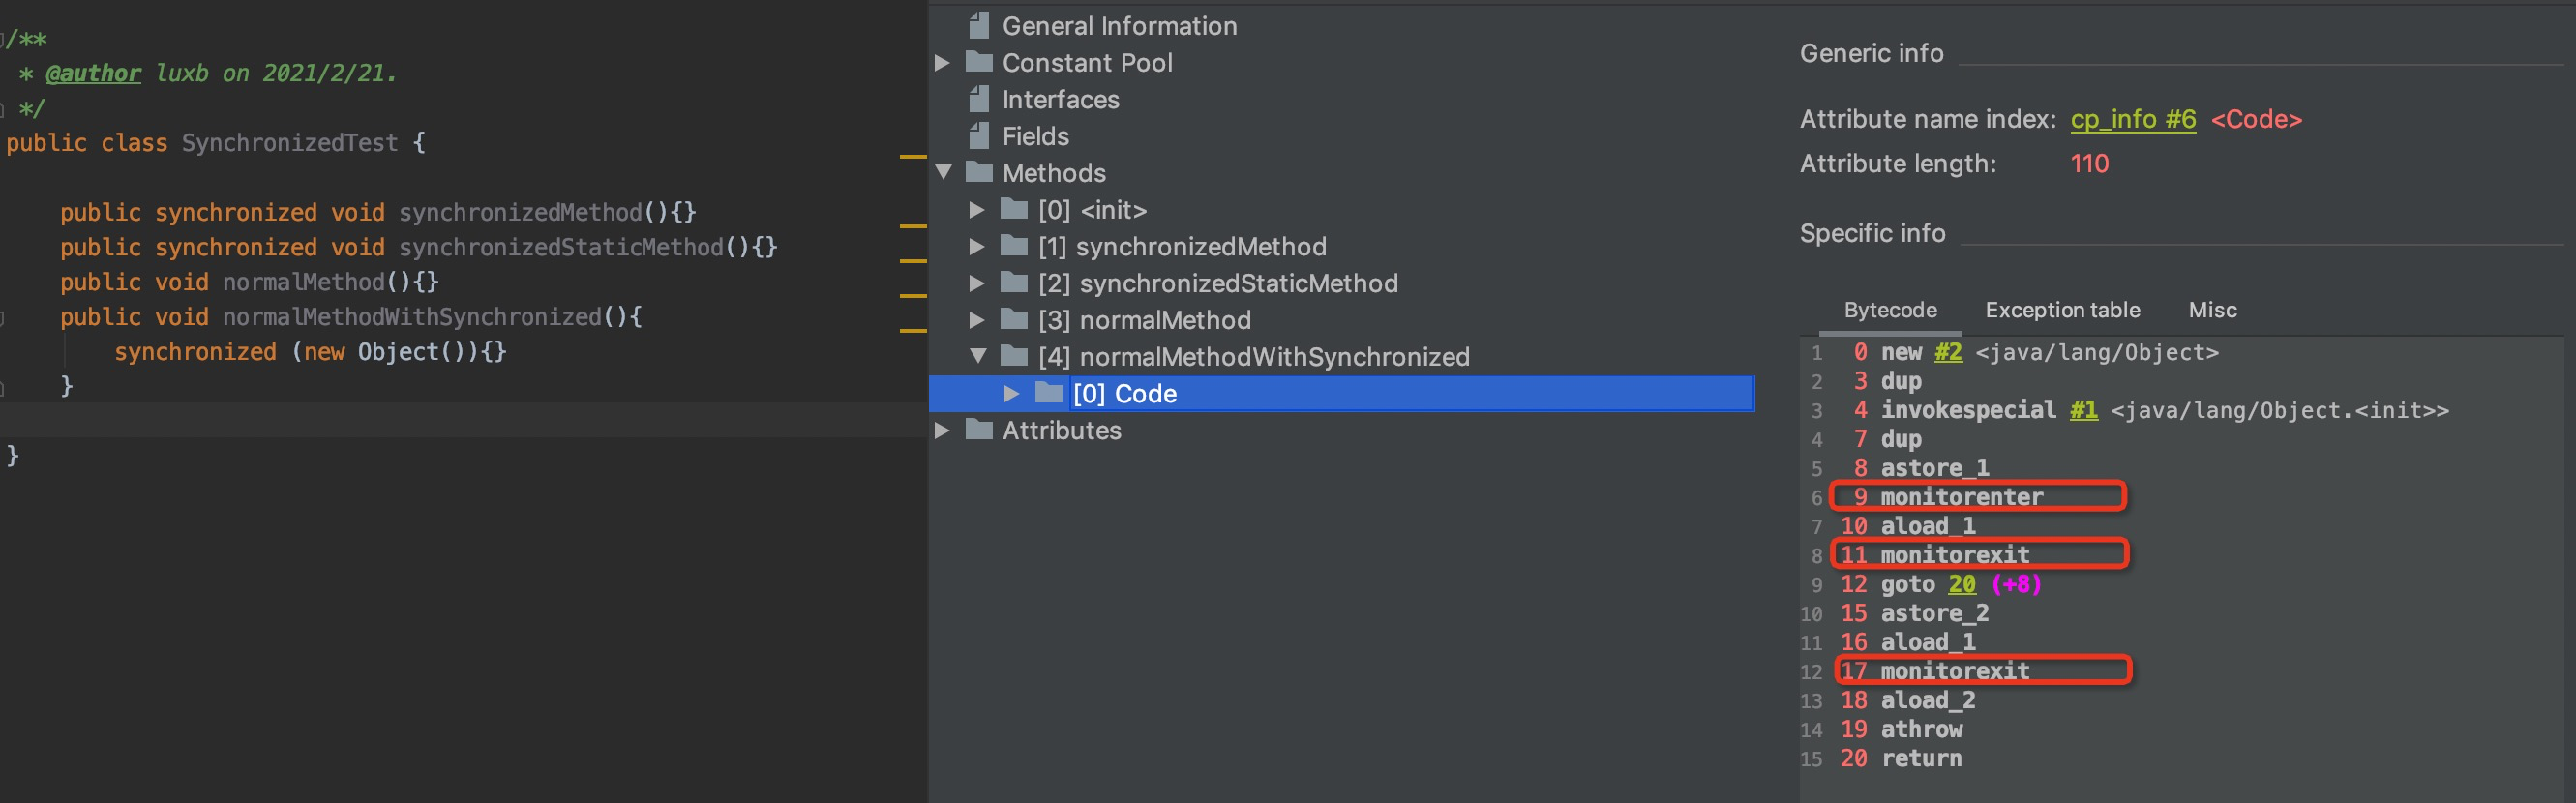 /**
 * @author luxb on 2021/2/21.
 */
public class SynchronizedTest {
    public synchronized void synchronizedMethod(){}
    public synchronized void synchronizedStaticMethod(){}
    public void normalMethod(){}
    public void normalMethodWithSynchronized(){
        synchronized (new Object()){}
    }
}
General Information
Constant Pool
Interfaces
Fields
Methods
[0] <init>
[1] synchronizedMethod
[2] synchronizedStaticMethod
[3] normalMethod
[4] normalMethodWithSynchronized
[0] Code
Attributes
Generic info
Attribute name index: cp_info #6 <Code>
Attribute length: 110
Specific info
Bytecode Exception table Misc
1 0 new #2 <java/lang/Object>
2 3 dup
3 4 invokespecial #1 <java/lang/Object.<init>>
4 7 dup
5 8 astore_1
6 9 monitorenter
7 10 aload_1
8 11 monitorexit
9 12 goto 20 (+8)
10 15 astore_2
11 16 aload_1
12 17 monitorexit
13 18 aload_2
14 19 athrow
15 20 return